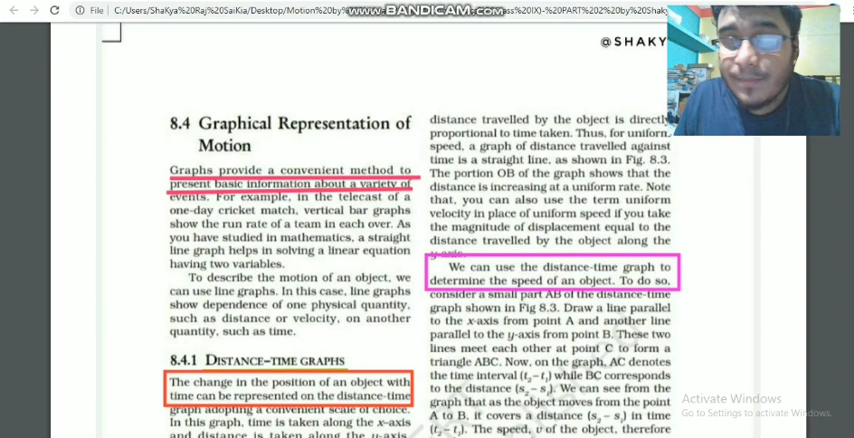 File
C:/Users/ShaKya%20Raj%20SaiKia/Desktop/Motion%20by%
WWW.BANDICAM.COM
ass%20IX)-%20PART%202%20by%20Shaky
@SHAKY
8.4 Graphical Representation of
Motion
Graphs provide a convenient method to
present basic information about a variety of
events. For example, in the telecast of a
one-day cricket match, vertical bar graphs
show the run rate of a team in each over. As
you have studied in mathematics, a straight
line graph helps in solving a linear equation
having two variables.
To describe the motion of an object, we
can use line graphs. In this case, line graphs
show dependence of one physical quantity,
such as distance or velocity, on another
quantity, such as time.
8.4.1 DISTANCE–TIME GRAPHS
The change in the position of an object with
time can be represented on the distance-time
graph adopting a convenient scale of choice.
In this graph, time is taken along the x–axis
and distance is taken along the y-axis
distance travelled by the object is directly
proportional to time taken. Thus, for uniform
speed, a graph of distance travelled against
time is a straight line, as shown in Fig. 8.3.
The portion OB of the graph shows that the
distance is increasing at a uniform rate. Note
that, you can also use the term uniform
velocity in place of uniform speed if you take
the magnitude of displacement equal to the
distance travelled by the object along the
y-axis.
We can use the distance-time graph to
determine the speed of an object. To do so,
consider a small part AB of the distance-time
graph shown in Fig 8.3. Draw a line parallel
to the x-axis from point A and another line
parallel to the y-axis from point B. These two
lines meet each other at point C to form a
triangle ABC. Now, on the graph, AC denotes
the time interval (t₂ – t₁) while BC corresponds
to the distance (s₂ – s₁). We can see from the
graph that as the object moves from the point
A to B, it covers a distance (s₂ – s₁) in time
(t₂ – t₁). The speed, v of the object, therefore
Activate Windows
Go to Settings to activate Windows.